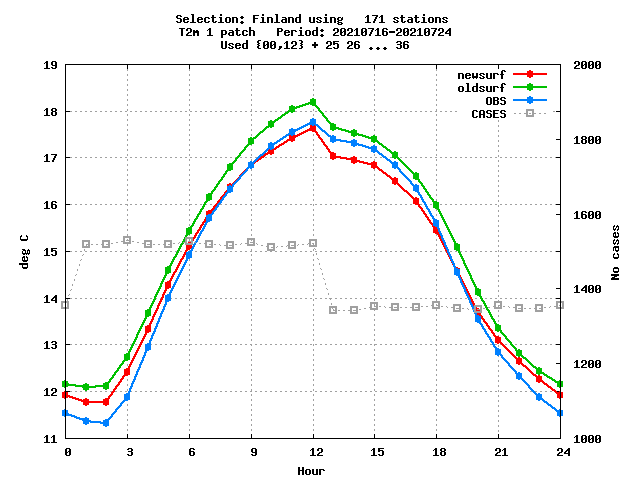 Selection: Finland using   171 stations
T2m 1 patch   Period: 20210716-20210724
Used {00,12} + 25 26 ... 36
19
18
17
16
15
14
13
12
11
deg C
2000
1800
1600
1400
1200
1000
No cases
newsurf
oldsurf
OBS
CASES
0 3 6 9 12 15 18 21 24
Hour